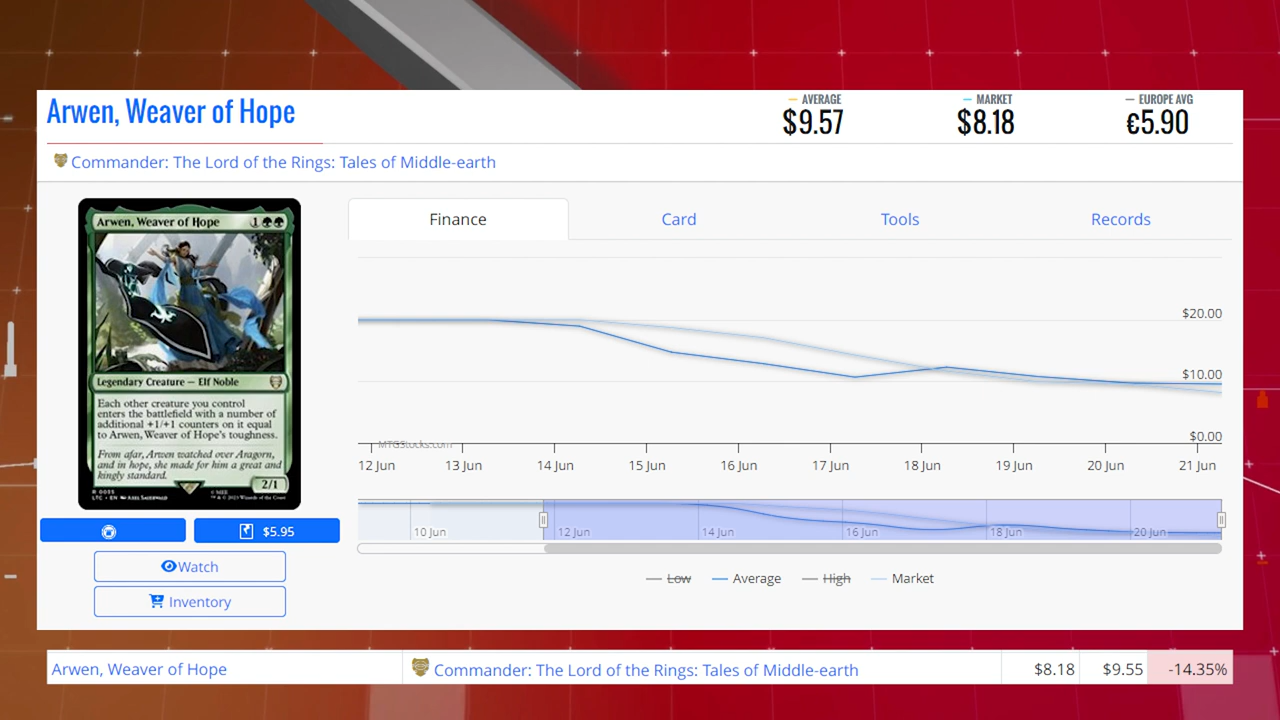 Arwen, Weaver of Hope
AVERAGE
$9.57
MARKET
$8.18
EUROPE AVG
€5.90
Commander: The Lord of the Rings: Tales of Middle-earth
Arwen, Weaver of Hope 1
Legendary Creature — Elf Noble
Each other creature you control
enters the battlefield with a number of
additional +1/+1 counters on it equal
to Arwen, Weaver of Hope's toughness.
From afar, Arwen watched over Aragorn,
and in hope, she made for him a great and
kingly standard.
2/1
R 0035
LTC • EN
$5.95
Watch
Inventory
Finance
Card
Tools
Records
$20.00
$10.00
$0.00
MTGStocks.com
12 Jun 13 Jun 14 Jun 15 Jun 16 Jun 17 Jun 18 Jun 19 Jun 20 Jun 21 Jun
10 Jun 12 Jun 14 Jun 16 Jun 18 Jun 20 Jun
Low Average High Market
Arwen, Weaver of Hope Commander: The Lord of the Rings: Tales of Middle-earth $8.18 $9.55 -14.35%